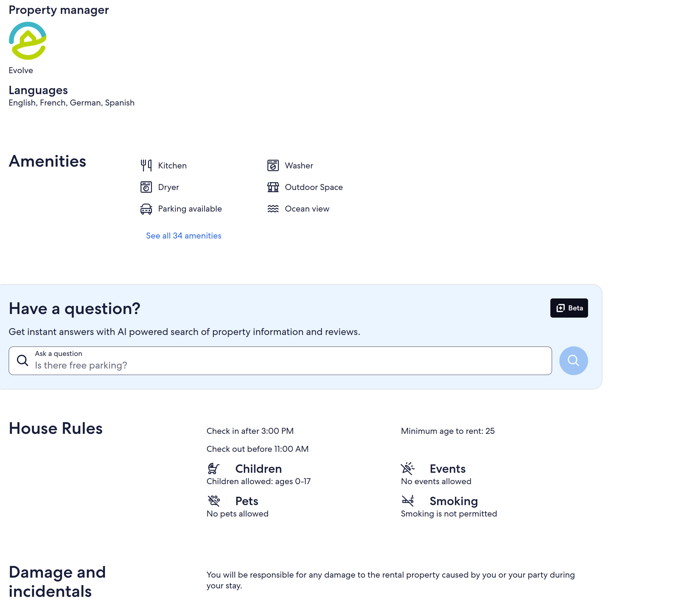 Property manager
Evolve
Languages
English, French, German, Spanish
Amenities
Kitchen
Washer
Dryer
Outdoor Space
Parking available
Ocean view
See all 34 amenities
Have a question?
Beta
Get instant answers with AI powered search of property information and reviews.
Ask a question
Is there free parking?
House Rules
Check in after 3:00 PM
Minimum age to rent: 25
Check out before 11:00 AM
Children
Children allowed: ages 0-17
Events
No events allowed
Pets
No pets allowed
Smoking
Smoking is not permitted
Damage and
incidentals
You will be responsible for any damage to the rental property caused by you or your party during
your stay.